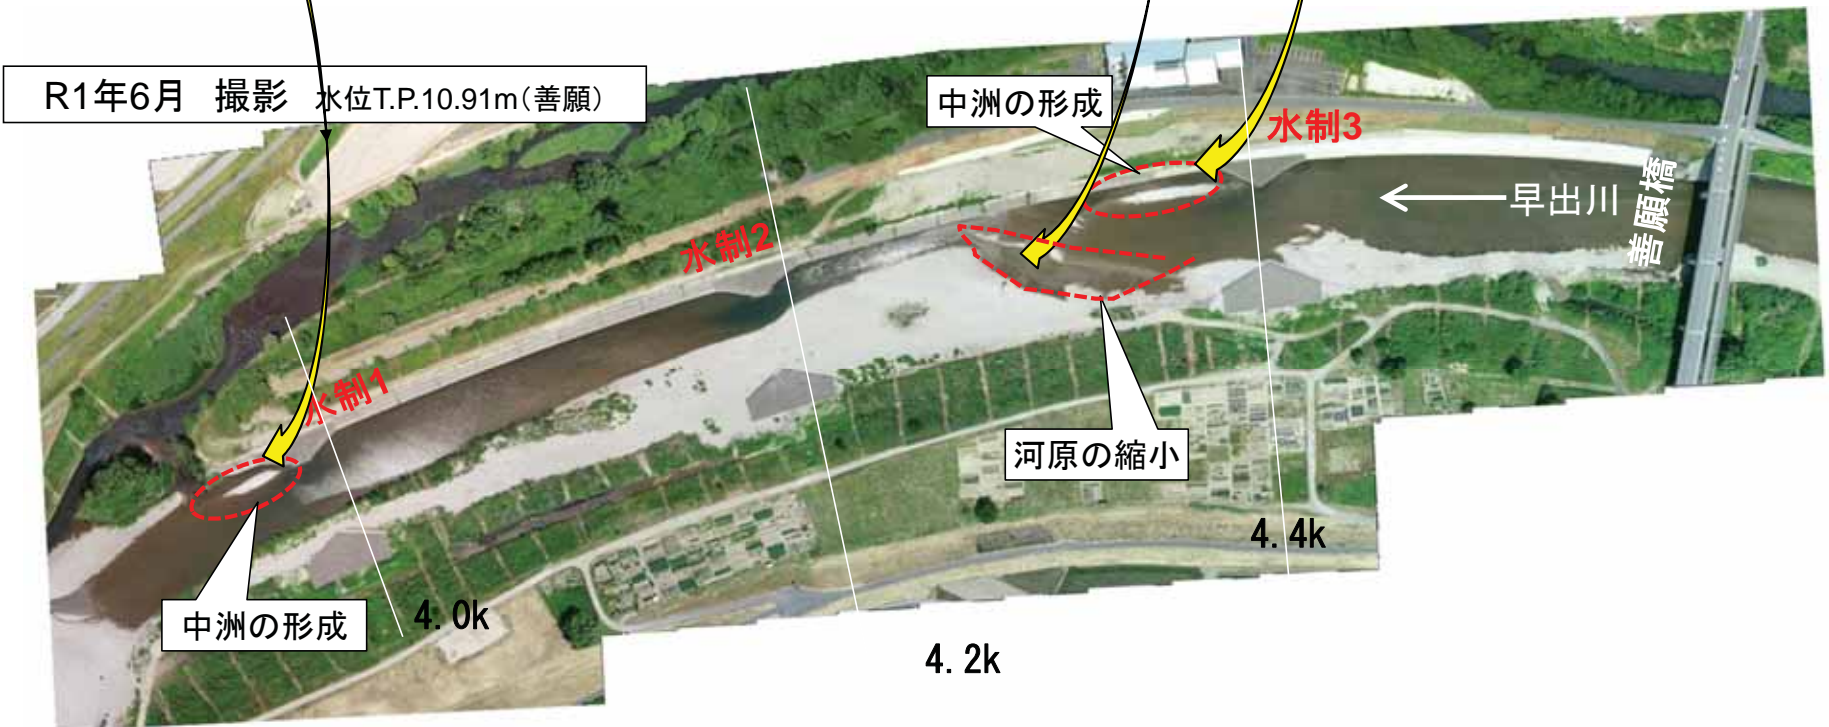 R1年6月 撮影 水位T.P.10.91m(善願)
中洲の形成
水制3
早出川
善願橋
水制2
水制1
河原の縮小
4.4k
中洲の形成
4.0k
4.2k